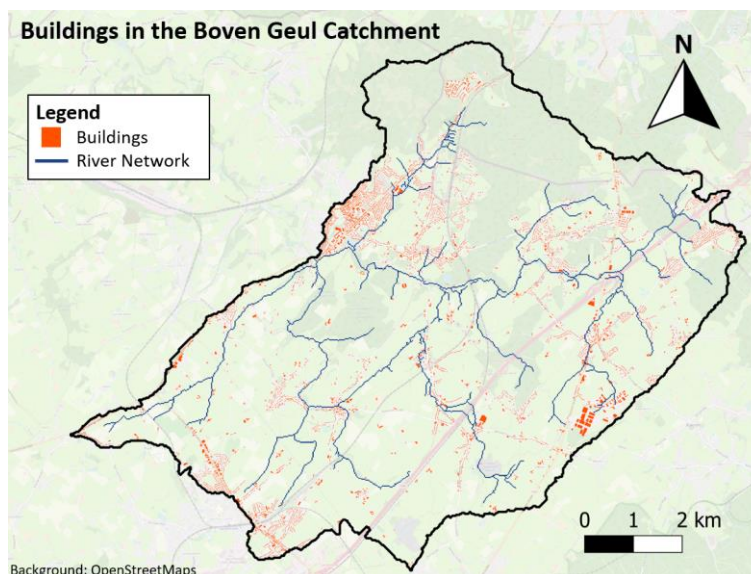 Buildings in the Boven Geul Catchment
N
Legend
Buildings
River Network
0 1 2 km
Background: OpenStreetMaps